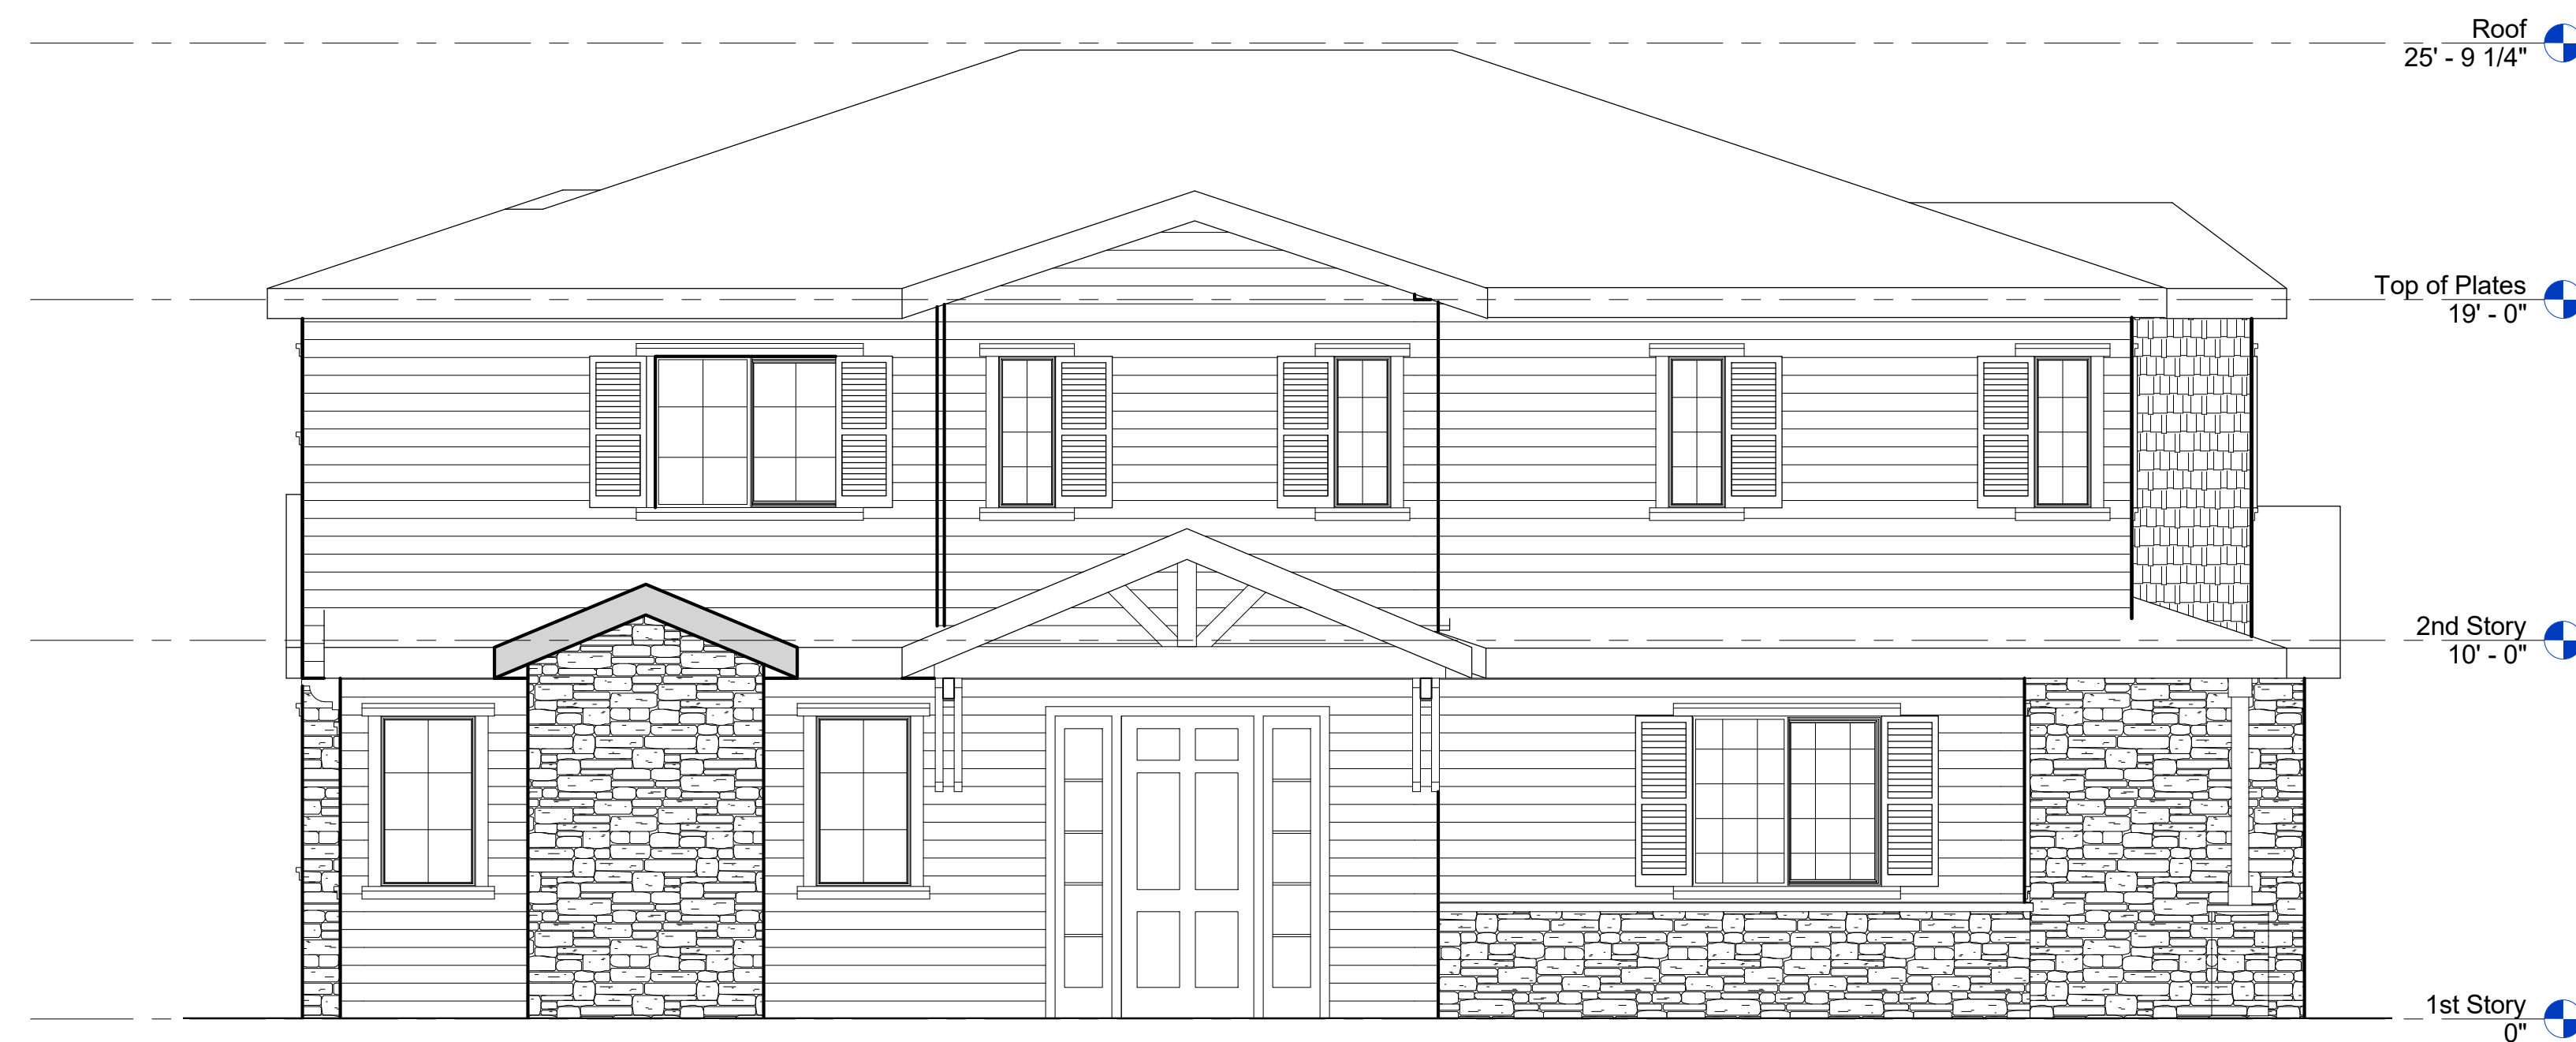 Roof
25' - 9 1/4"
Top of Plates
19' - 0"
2nd Story
10' - 0"
1st Story
0"